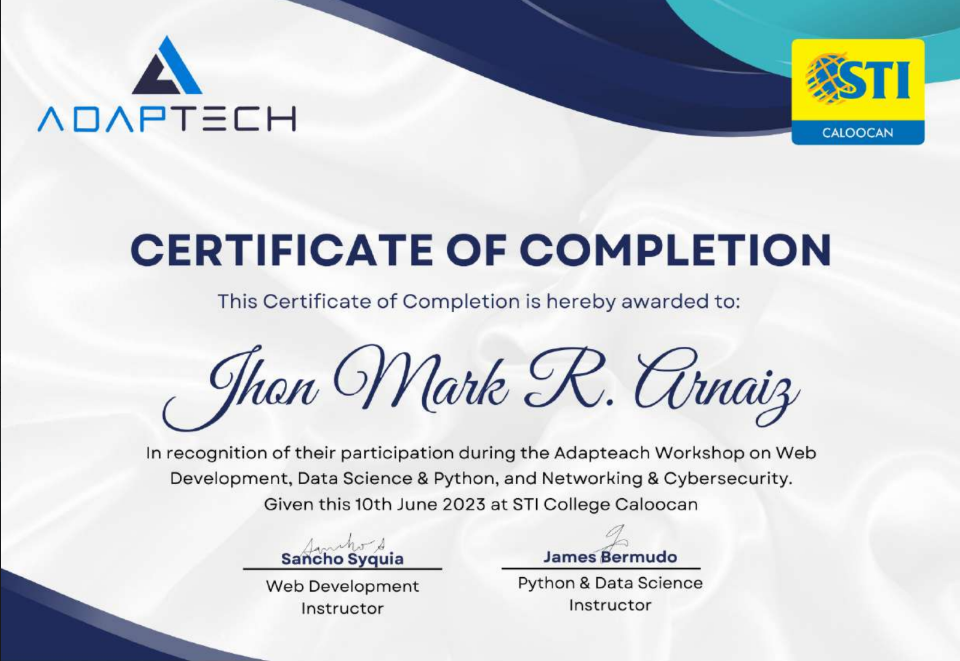 ADAPTECH
STI
CALOOCAN
CERTIFICATE OF COMPLETION
This Certificate of Completion is hereby awarded to:
Jhon Mark R. Arnaiz
In recognition of their participation during the Adapteach Workshop on Web
Development, Data Science & Python, and Networking & Cybersecurity.
Given this 10th June 2023 at STI College Caloocan
Sancho S
Sancho Syquia
James Bermudo
Web Development
Instructor
Python & Data Science
Instructor